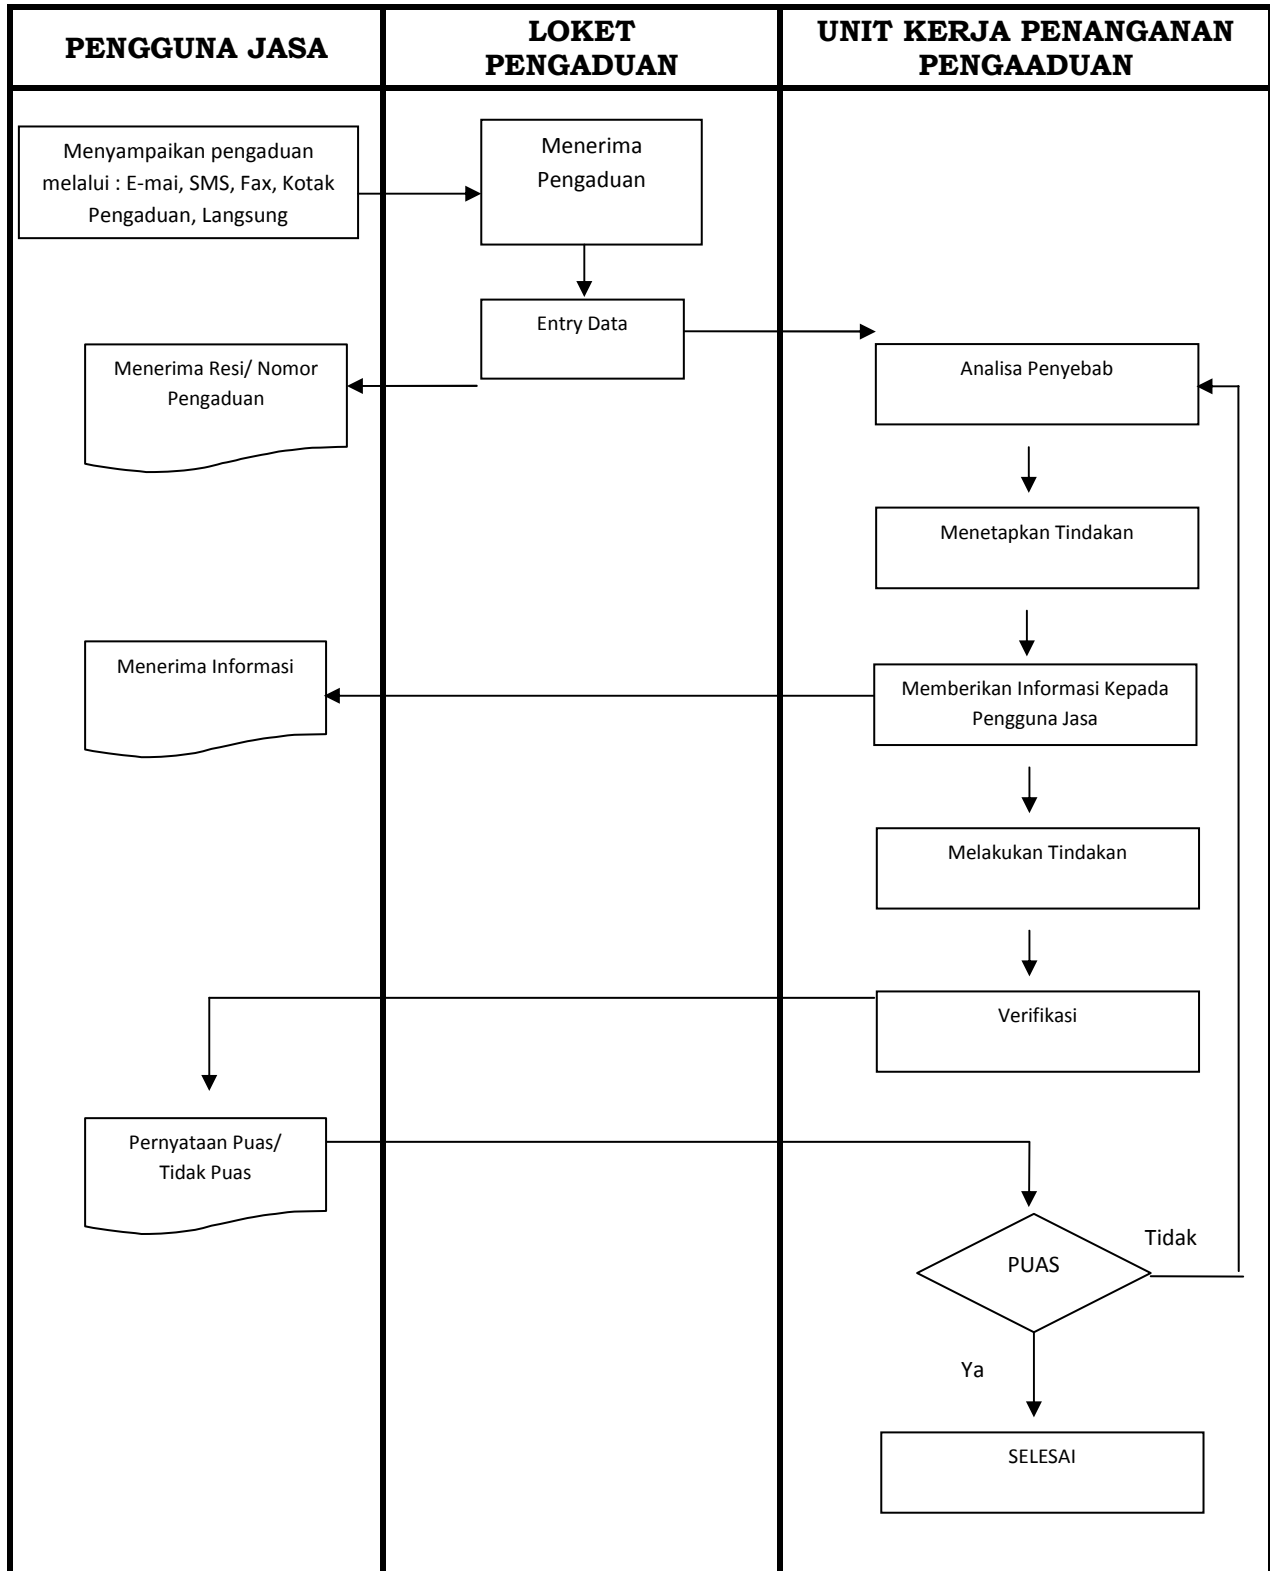 PENGGUNA JASA
LOKET
PENGADUAN
UNIT KERJA PENANGANAN
PENGAADUAN
Menyampaikan pengaduan
melalui : E-mai, SMS, Fax, Kotak
Pengaduan, Langsung
Menerima
Pengaduan
Entry Data
Menerima Resi/ Nomor
Pengaduan
Analisa Penyebab
Menetapkan Tindakan
Menerima Informasi
Memberikan Informasi Kepada
Pengguna Jasa
Melakukan Tindakan
Verifikasi
Pernyataan Puas/
Tidak Puas
PUAS
Tidak
Ya
SELESAI